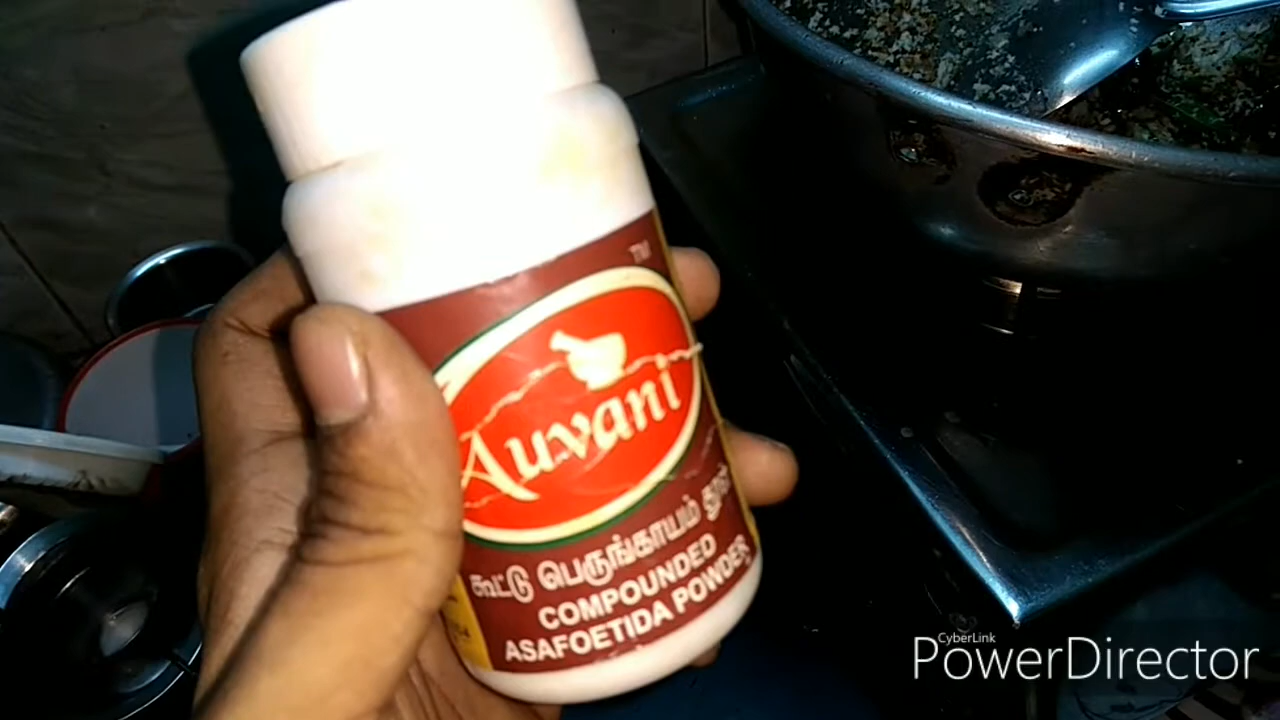 TM
Auvani
கூட்டு பெருங்காயம் தூள்
COMPOUNDED
ASAFOETIDA POWDER
CyberLink
PowerDirector